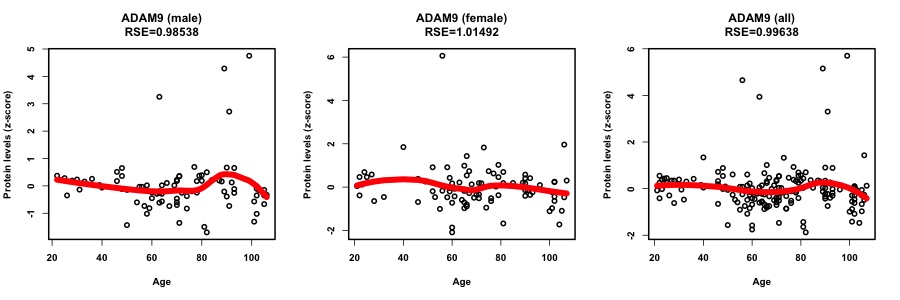 ADAM9 (male)
RSE=0.98538
Protein levels (z-score)
5
4
3
2
1
0
-1
20 40 60 80 100
Age
ADAM9 (female)
RSE=1.01492
Protein levels (z-score)
6
4
2
0
-2
20 40 60 80 100
Age
ADAM9 (all)
RSE=0.99638
Protein levels (z-score)
6
4
2
0
-2
20 40 60 80 100
Age